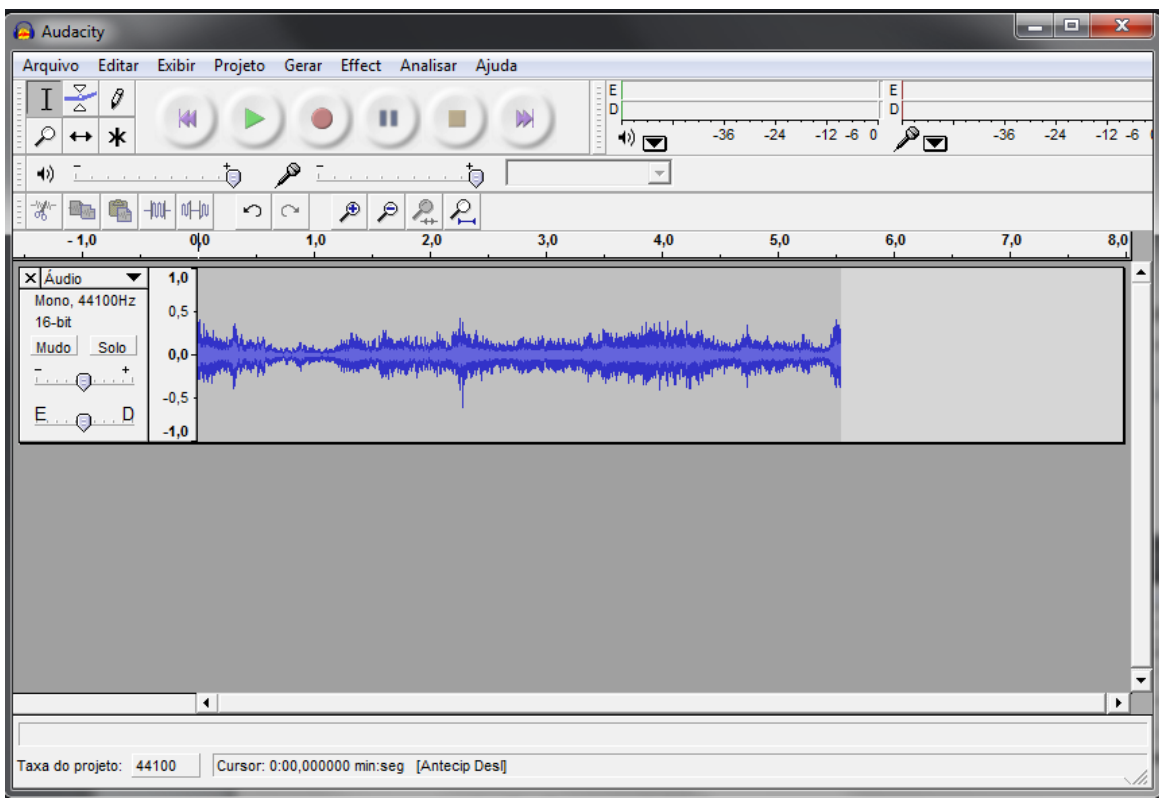 Audacity
Arquivo Editar Exibir Projeto Gerar Effect Analisar Ajuda
E E
D D
-36 -24 -12 -6 0 -36 -24 -12 -6
- +  - +
- 1,0 0,0 1,0 2,0 3,0 4,0 5,0 6,0 7,0 8,0
X Áudio 1,0
Mono, 44100Hz
16-bit 0,5
Mudo Solo 0,0
- +
-0,5
E D
-1,0
Taxa do projeto: 44100 Cursor: 0:00,000000 min:seg [Antecip Desl]